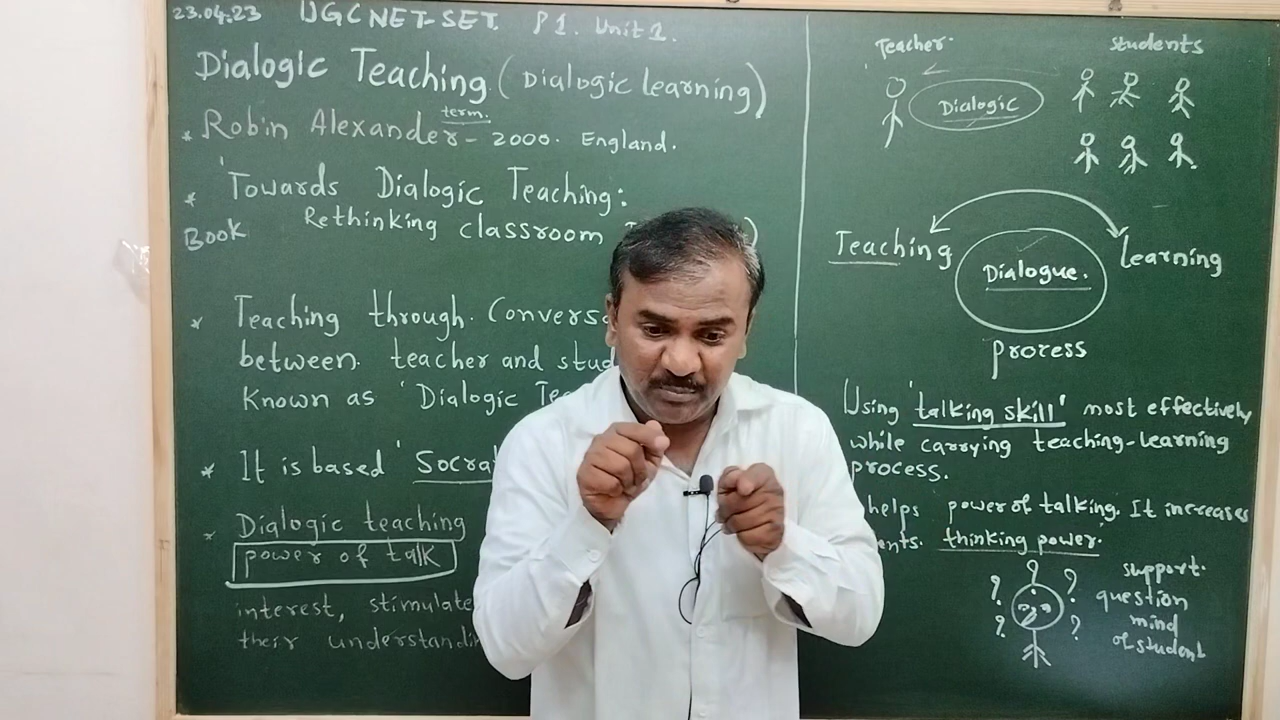 23.04.23 UGC NET-SET. P1. Unit 1.
Dialogic Teaching (Dialogic learning)
term.
* Robin Alexander - 2000. England.
* 'Towards Dialogic Teaching:
Book Rethinking classroom
* Teaching through Convers
between teacher and stud
Known as 'Dialogic Te
* It is based 'Socra
* Dialogic teaching
power of talk
interest, stimulate
their understandi
Teacher. students
Dialogic
Teaching Dialogue. learning
process
Using 'talking skill' most effectively
while carrying teaching-learning
process.
helps power of talking. It increases
ents. thinking power.
? ? ? ? ?
support.
question
mind
of student